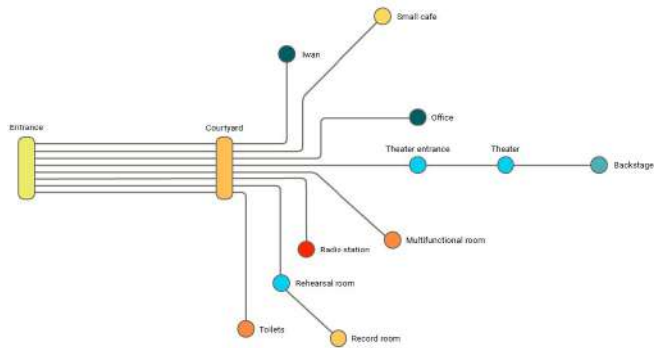 Small cafe
Iwan
Office
Entrance
Courtyard
Theater entrance
Theater
Backstage
Multifunctional room
Radio station
Rehearsal room
Toilets
Record room